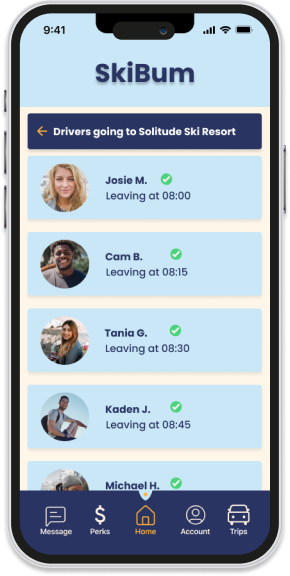 9:41
SkiBum
Drivers going to Solitude Ski Resort
Josie M.
Leaving at 08:00
Cam B.
Leaving at 08:15
Tania G.
Leaving at 08:30
Kaden J.
Leaving at 08:45
Michael H.
Message Perks Home Account Trips